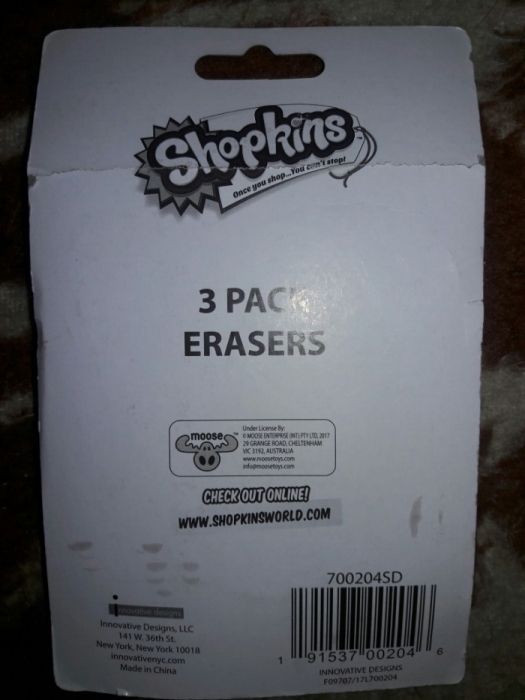 Shopkins
Once you shop...You can't stop!
3 PACK
ERASERS
moose
Under License By:
© MOOSE ENTERPRISE (INT) PTY LTD, 2017
29 GRANGE ROAD, CHELTENHAM
VIC 3192, AUSTRALIA
www.moosetoys.com
info@moosetoys.com
CHECK OUT ONLINE!
WWW.SHOPKINSWORLD.COM
innovative designs
Innovative Designs, LLC
141 W. 36th St.
New York, New York 10018
innovativenyc.com
Made in China
700204SD
1 91537 00204 6
INNOVATIVE DESIGNS
F09707/17L700204